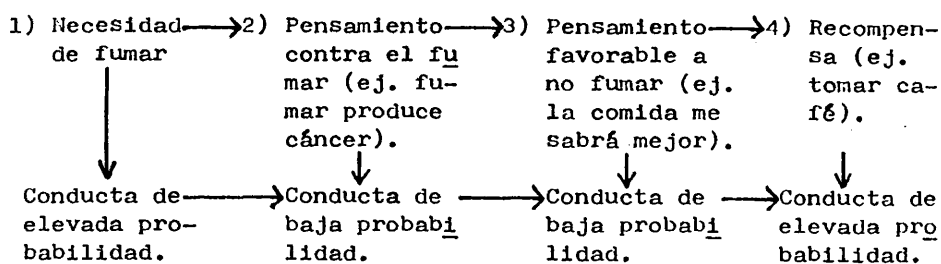 1) Necesidad 2) Pensamiento 3) Pensamiento 4) Recompen-
de fumar contra el fu favorable a sa (ej.
mar (ej. fu- no fumar (ej. tomar ca-
mar produce la comida me fé).
cáncer). sabrá mejor).
Conducta de Conducta de Conducta de Conducta de
elevada pro- baja probabi baja probabi elevada pro
babilidad. lidad. lidad. babilidad.